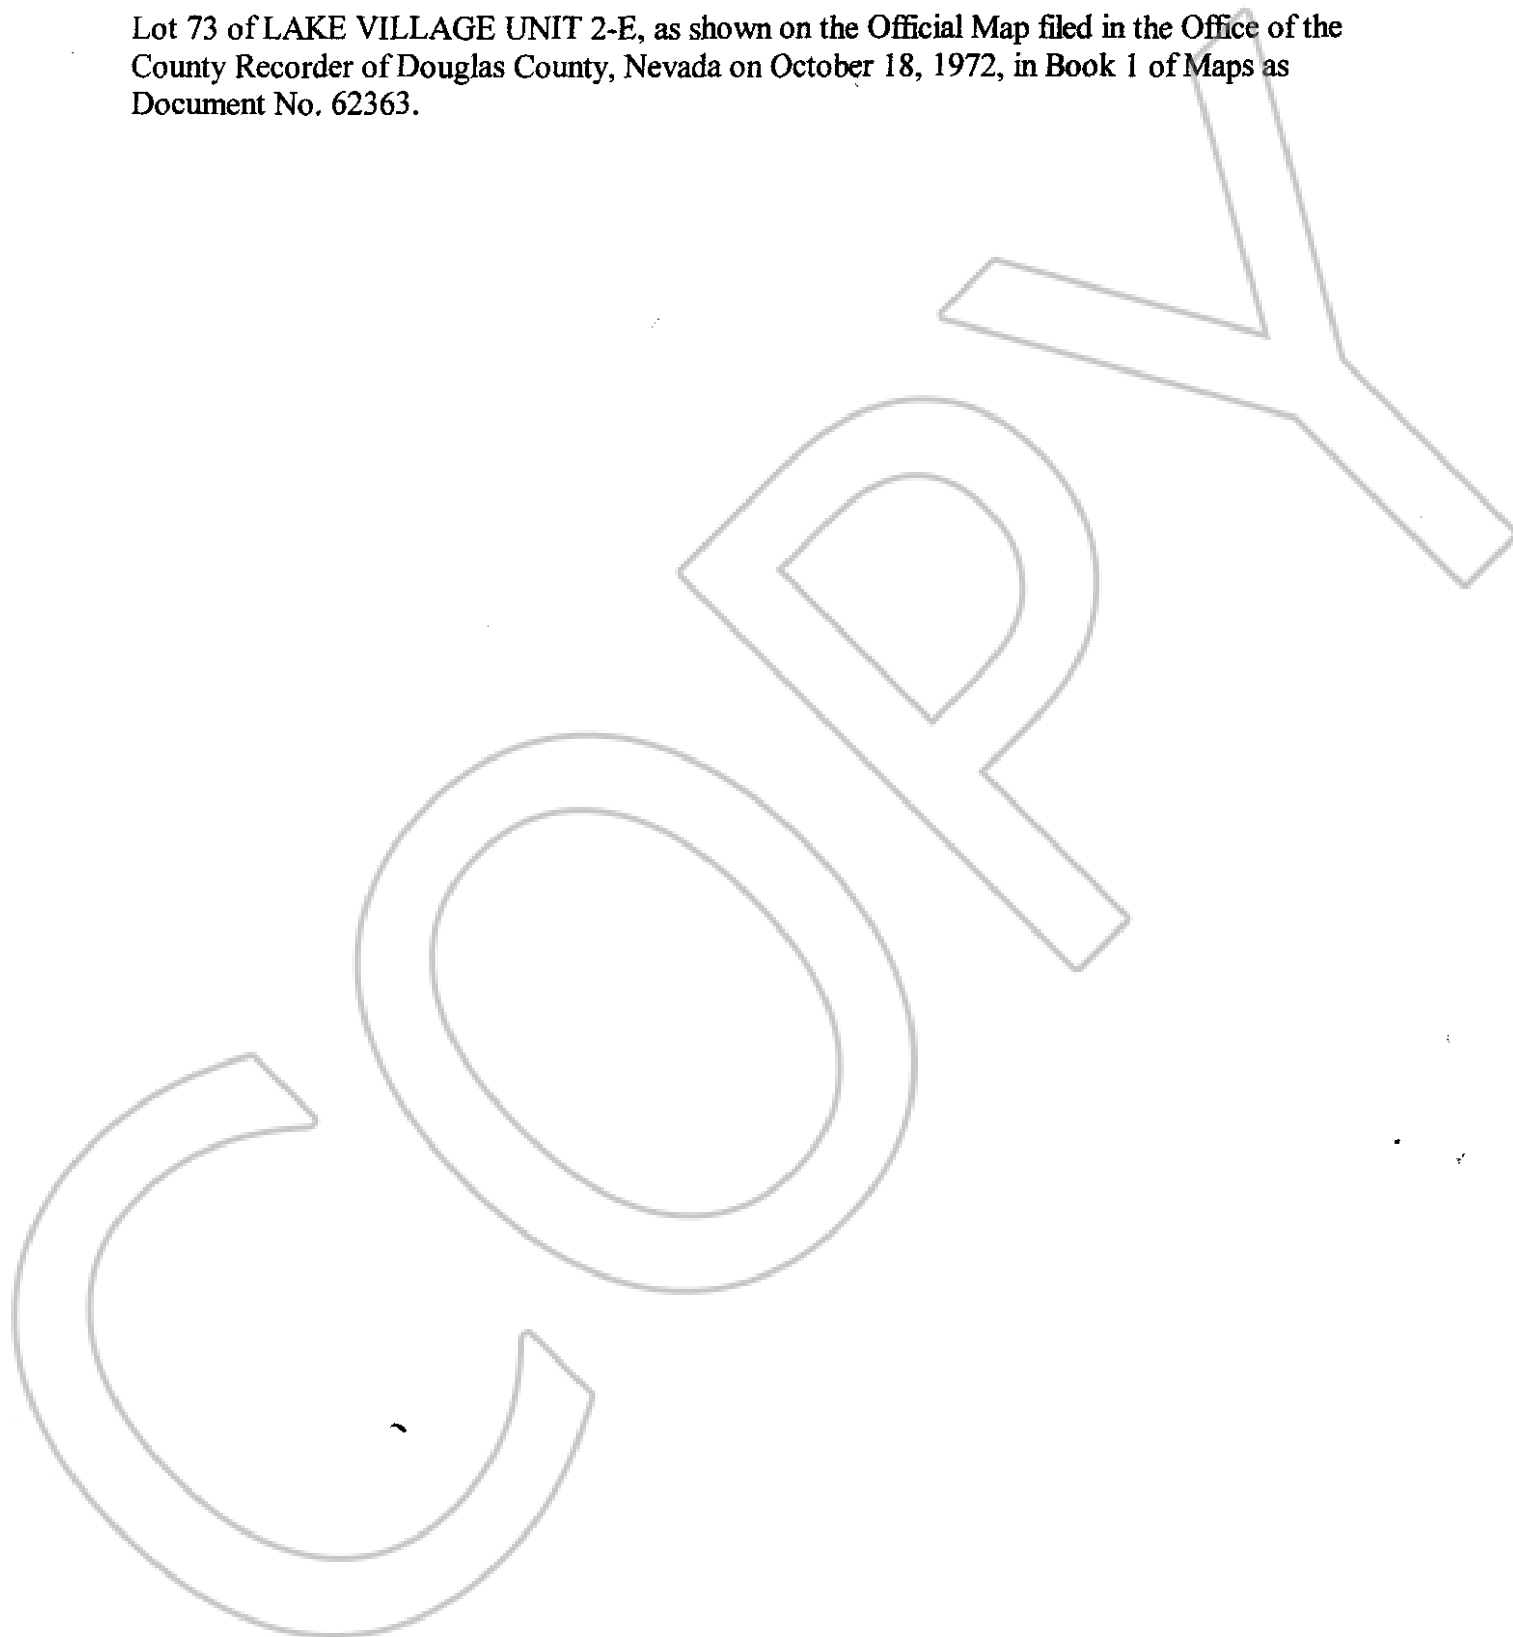 Lot 73 of LAKE VILLAGE UNIT 2-E, as shown on the Official Map filed in the Office of the
County Recorder of Douglas County, Nevada on October 18, 1972, in Book 1 of Maps as
Document No. 62363.
COPY